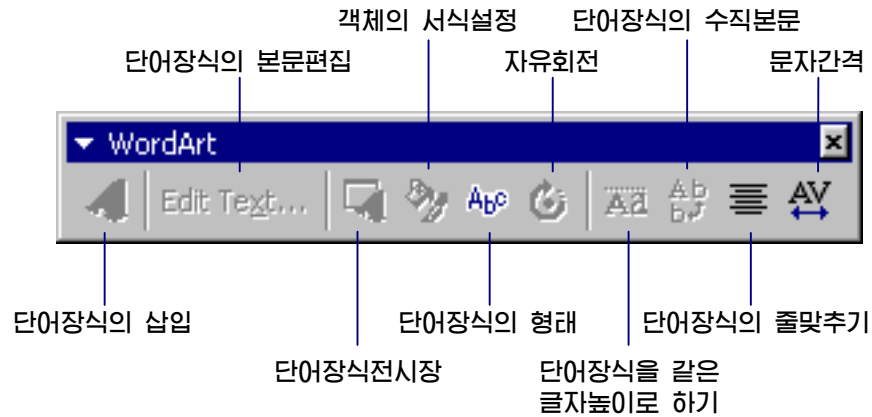 객체의 서식설정
단어장식의 수직본문
단어장식의 본문편집
자유회전
문자간격
WordArt
Edit Text...
Abc
Aa
Ab
b
AV
단어장식의 삽입
단어장식의 형태
단어장식의 줄맞추기
단어장식전시장
단어장식을 같은
글자높이로 하기